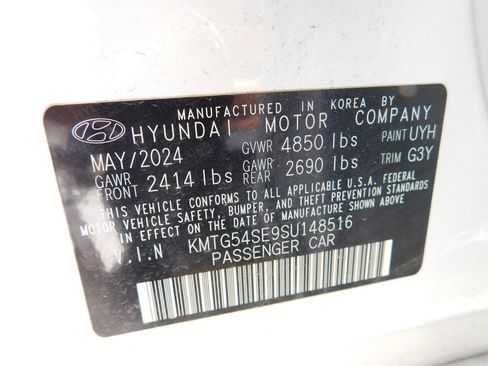 MANUFACTURED IN KOREA BY
HYUNDAI MOTOR COMPANY
MAY/2024 GVWR 4850 lbs PAINT UYH
GAWR FRONT 2414 lbs GAWR REAR 2690 lbs TRIM G3Y
THIS VEHICLE CONFORMS TO ALL APPLICABLE U.S.A. FEDERAL
MOTOR VEHICLE SAFETY, BUMPER, AND THEFT PREVENTION STANDARDS
IN EFFECT ON THE DATE OF MANUFACTURE SHOWN ABOVE.
V.I.N KMTG54SE9SU148516
PASSENGER CAR